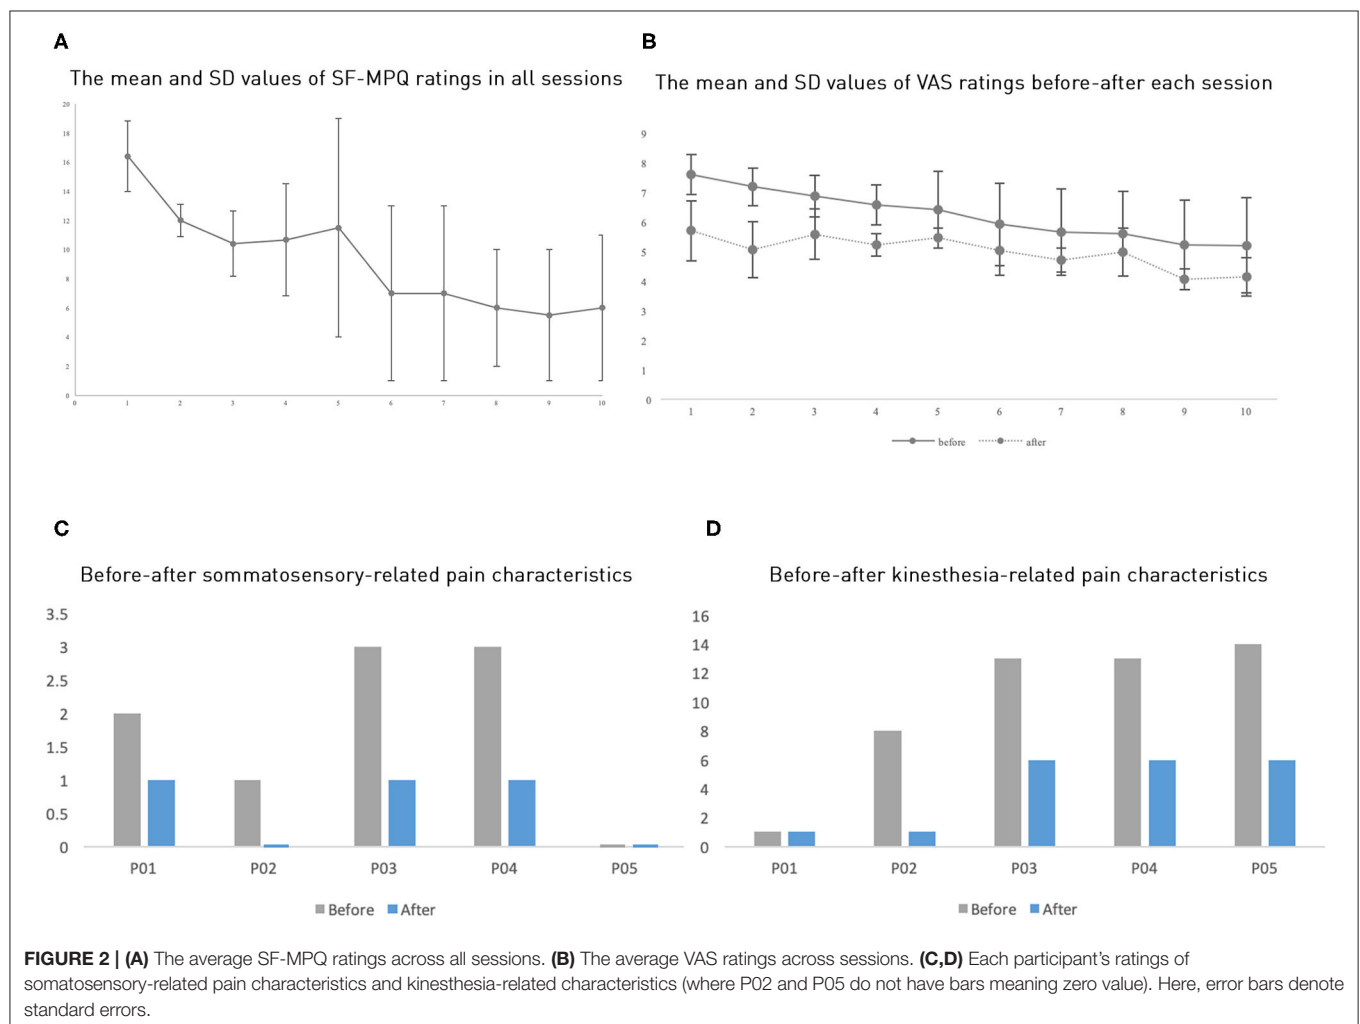 A
The mean and SD values of SF-MPQ ratings in all sessions
20
18
16
14
12
10
8
6
4
2
0
0 1 2 3 4 5 6 7 8 9 10
B
The mean and SD values of VAS ratings before-after each session
9
8
7
6
5
4
3
2
1
0
1 2 3 4 5 6 7 8 9 10
before after
C
Before-after sommatosensory-related pain characteristics
3.5
3
2.5
2
1.5
1
0.5
0
P01 P02 P03 P04 P05
Before After
D
Before-after kinesthesia-related pain characteristics
16
14
12
10
8
6
4
2
0
P01 P02 P03 P04 P05
Before After
FIGURE 2 | (A) The average SF-MPQ ratings across all sessions. (B) The average VAS ratings across sessions. (C,D) Each participant's ratings of
somatosensory-related pain characteristics and kinesthesia-related characteristics (where P02 and P05 do not have bars meaning zero value). Here, error bars denote
standard errors.